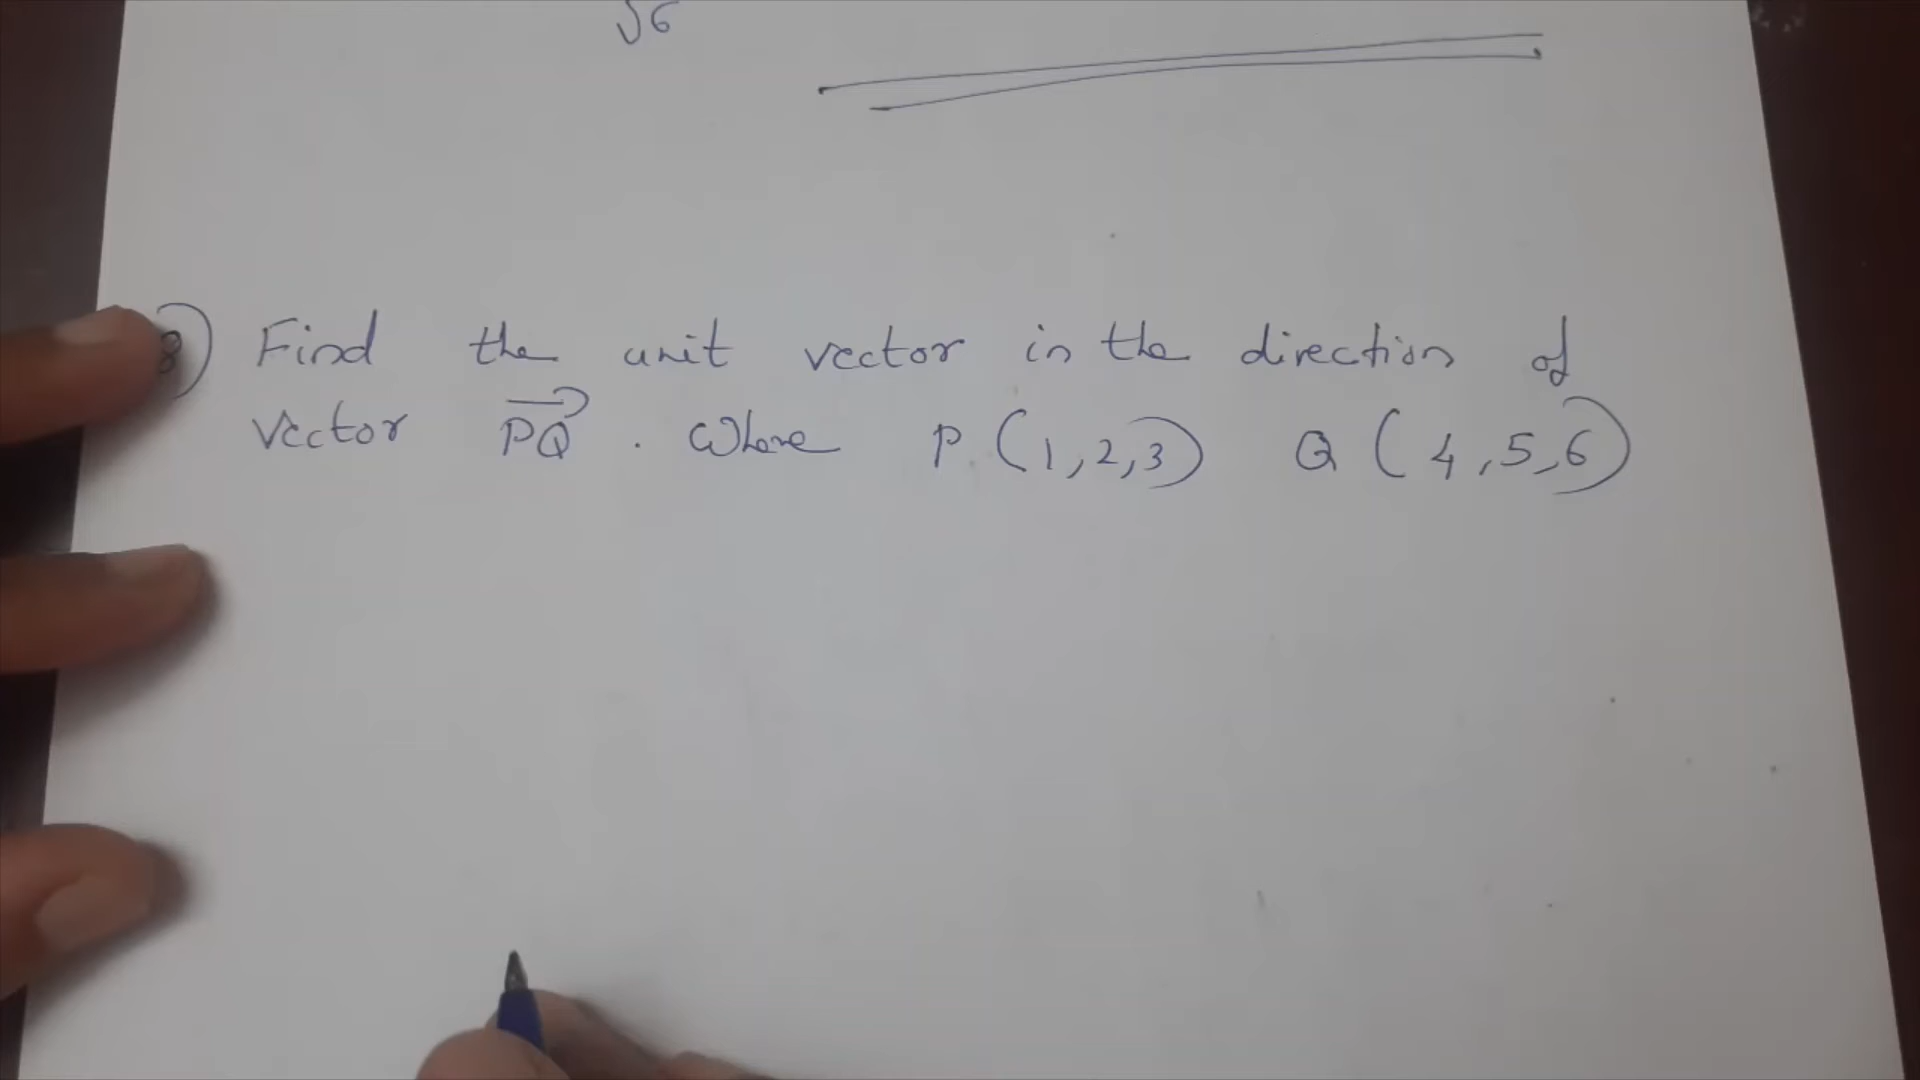 √6
8) Find the unit vector in the direction of
vector PQ⃗ . Where P (1,2,3) Q (4,5,6)